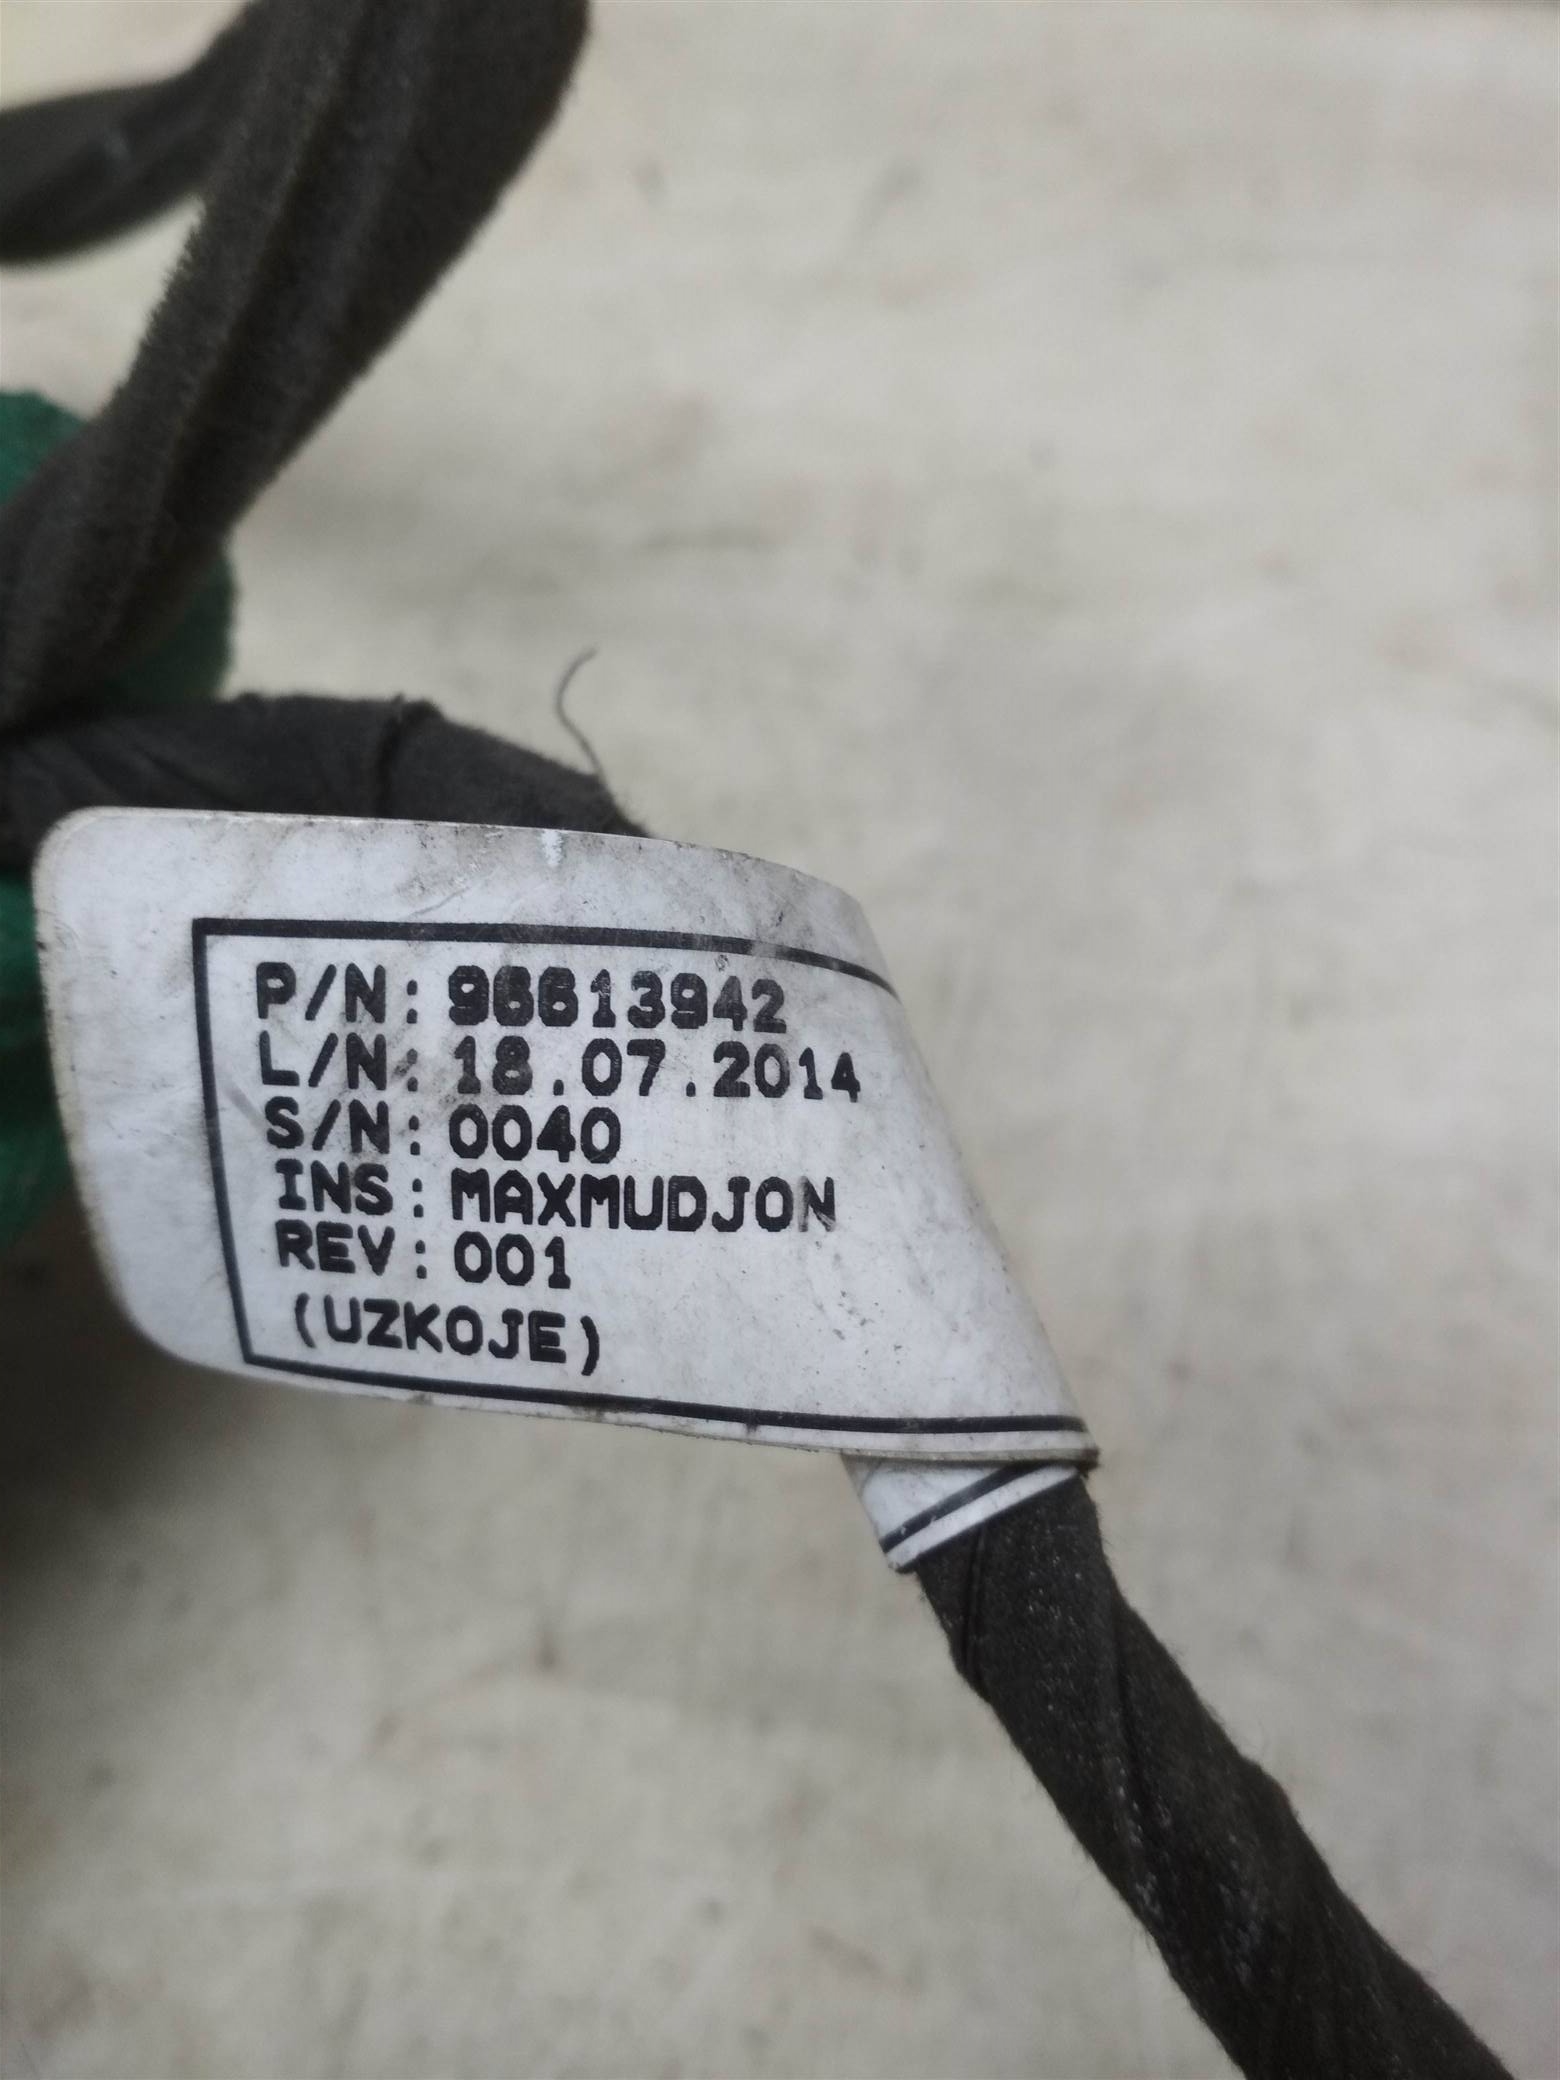 P/N: 96613942
L/N: 18.07.2014
S/N: 0040
INS: MAXMUDJON
REV: 001
(UZKOJE)